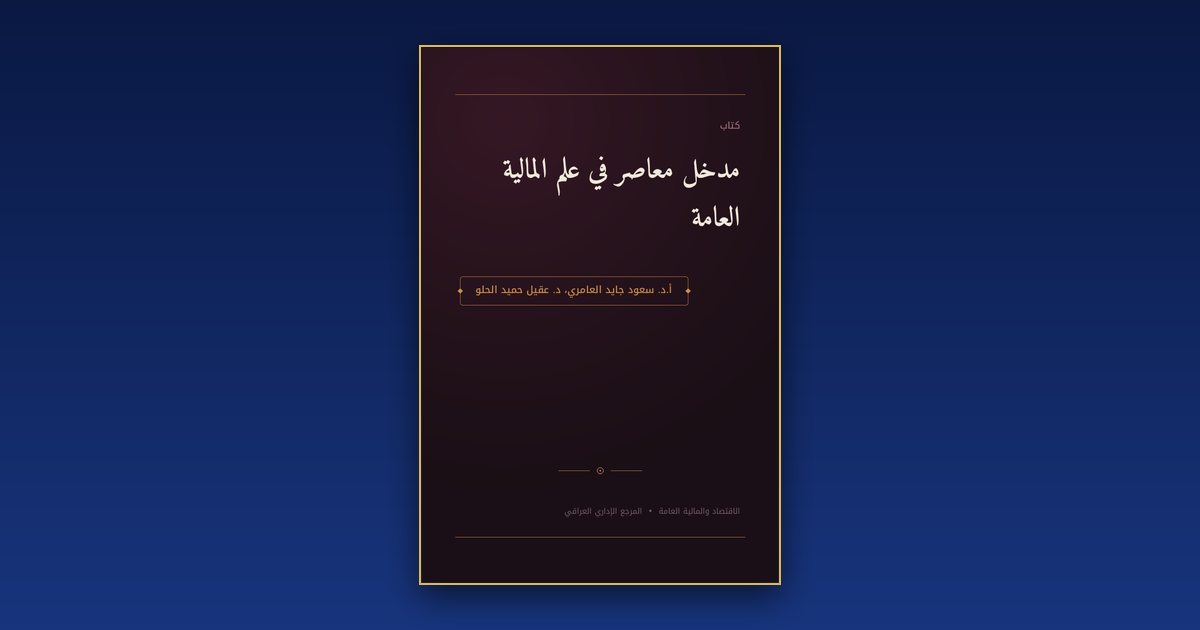 كتاب
مدخل معاصر في علم المالية
العامة
أ.د. سعود جايد العامري، د. عقيل حميد الحلو
الاقتصاد والمالية العامة • المرجع الإداري العراقي